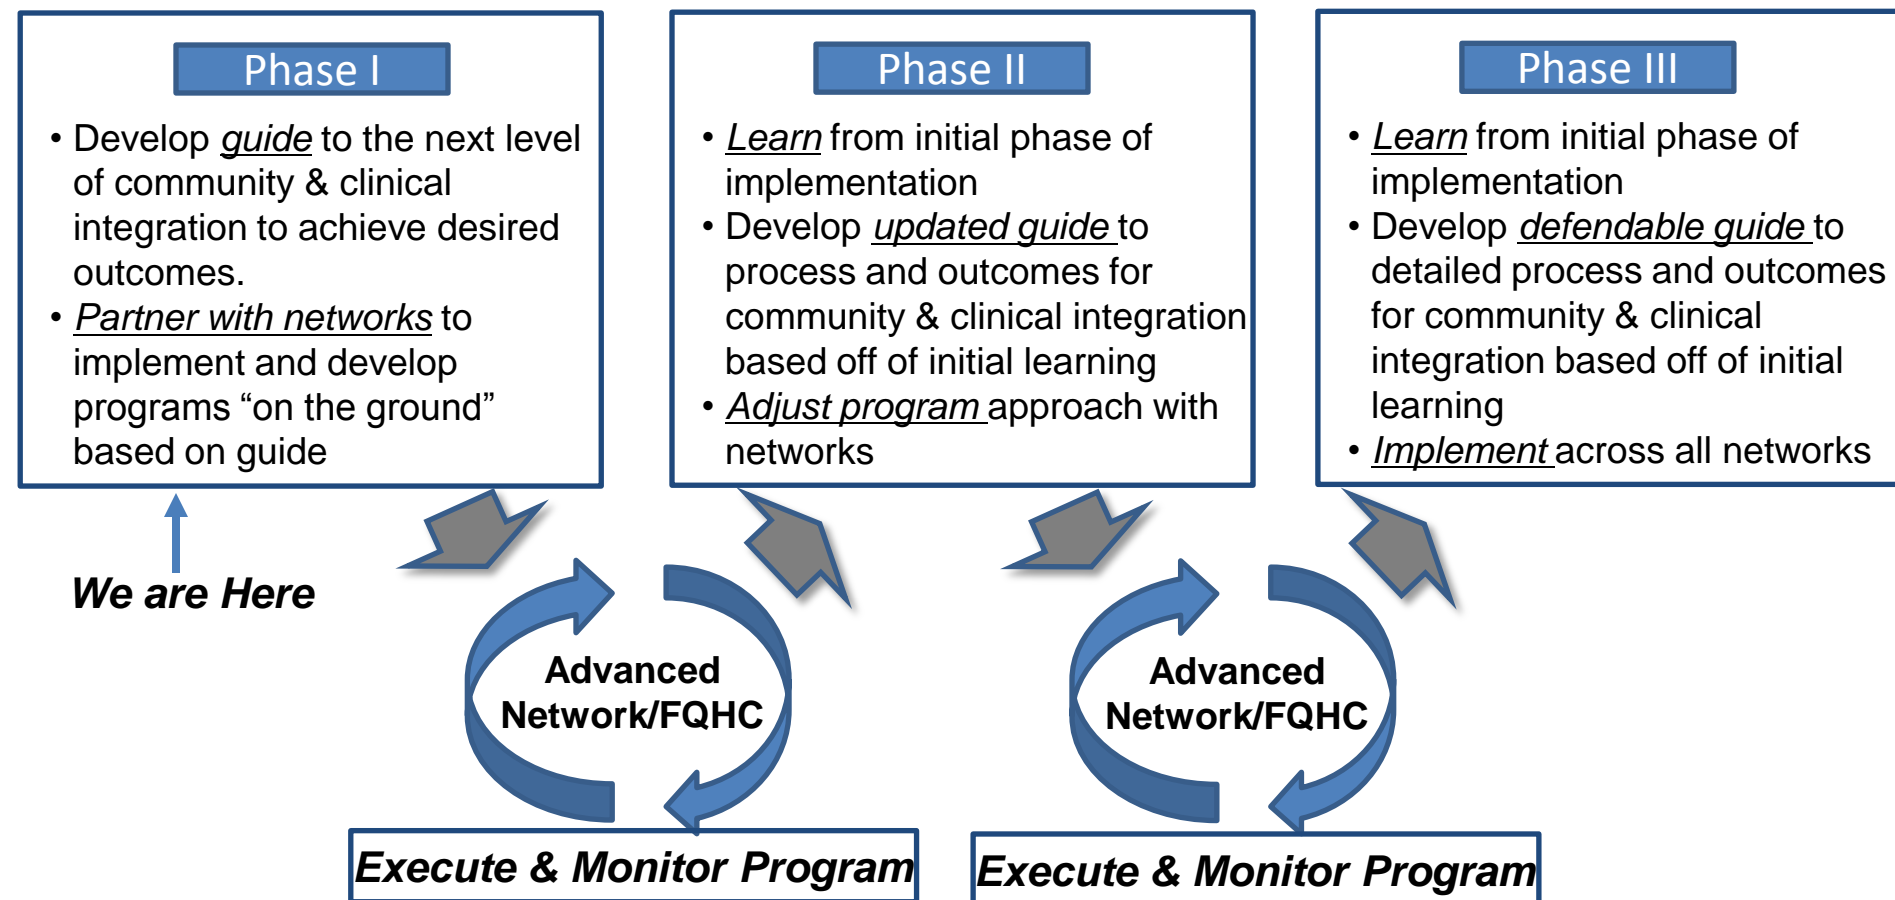 Phase I
• Develop guide to the next level
of community & clinical
integration to achieve desired
outcomes.
• Partner with networks to
implement and develop
programs “on the ground”
based on guide
Phase II
• Learn from initial phase of
implementation
• Develop updated guide to
process and outcomes for
community & clinical integration
based off of initial learning
• Adjust program approach with
networks
Phase III
• Learn from initial phase of
implementation
• Develop defendable guide to
detailed process and outcomes
for community & clinical
integration based off of initial
learning
• Implement across all networks
We are Here
Advanced
Network/FQHC
Execute & Monitor Program
Advanced
Network/FQHC
Execute & Monitor Program